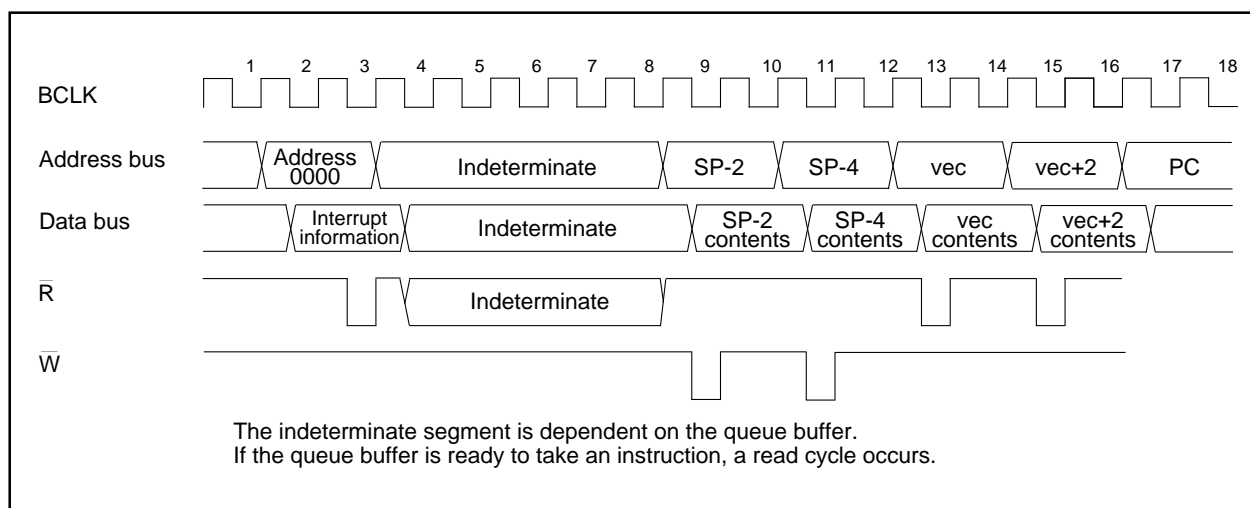 1 2 3 4 5 6 7 8 9 10 11 12 13 14 15 16 17 18
BCLK
Address bus
Address
0000
Indeterminate
SP-2
SP-4
vec
vec+2
PC
Data bus
Interrupt
information
Indeterminate
SP-2
contents
SP-4
contents
vec
contents
vec+2
contents
R̅
Indeterminate
W̅
The indeterminate segment is dependent on the queue buffer.
If the queue buffer is ready to take an instruction, a read cycle occurs.